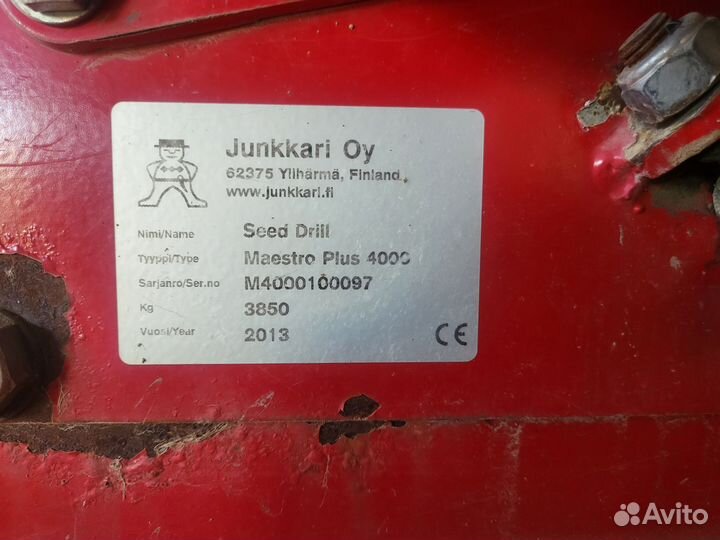 Junkkari Oy
62375 Ylihärmä, Finland
www.junkkari.fi
Nimi/Name Seed Drill
Tyyppi/Type Maestro Plus 4000
Sarjanro/Ser.no M4000100097
Kg 3850
Vuosi/Year 2013
CE
Avito